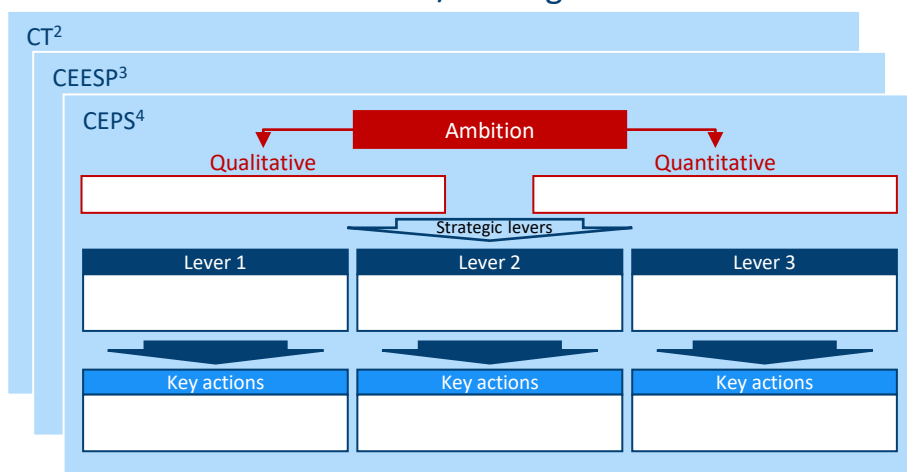 CT²
CEESP³
CEPS⁴
Ambition
Qualitative
Quantitative
Strategic levers
Lever 1
Lever 2
Lever 3
Key actions
Key actions
Key actions